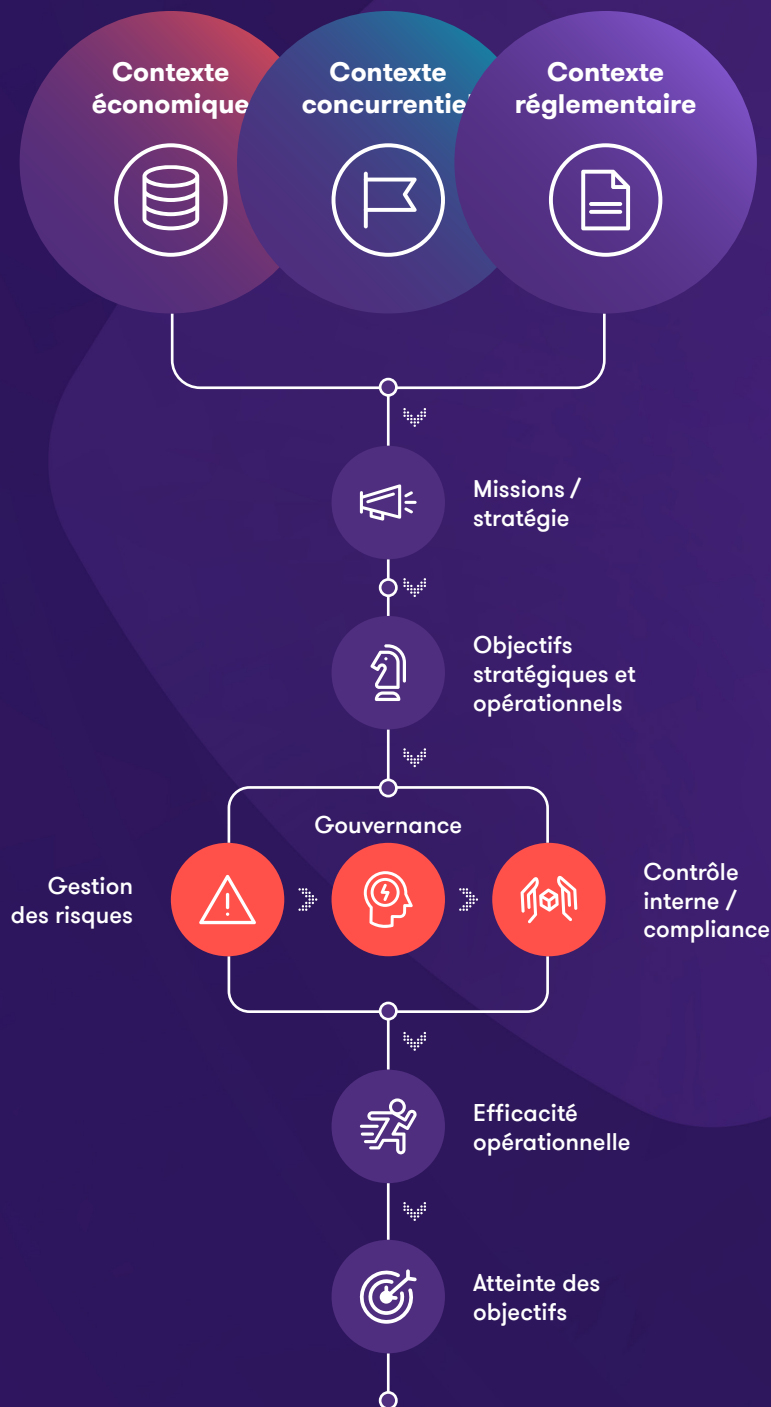 Contexte
économique
Contexte
concurrentiel
Contexte
réglementaire
Missions /
stratégie
Objectifs
stratégiques et
opérationnels
Gouvernance
Gestion
des risques
Contrôle
interne /
compliance
Efficacité
opérationnelle
Atteinte des
objectifs